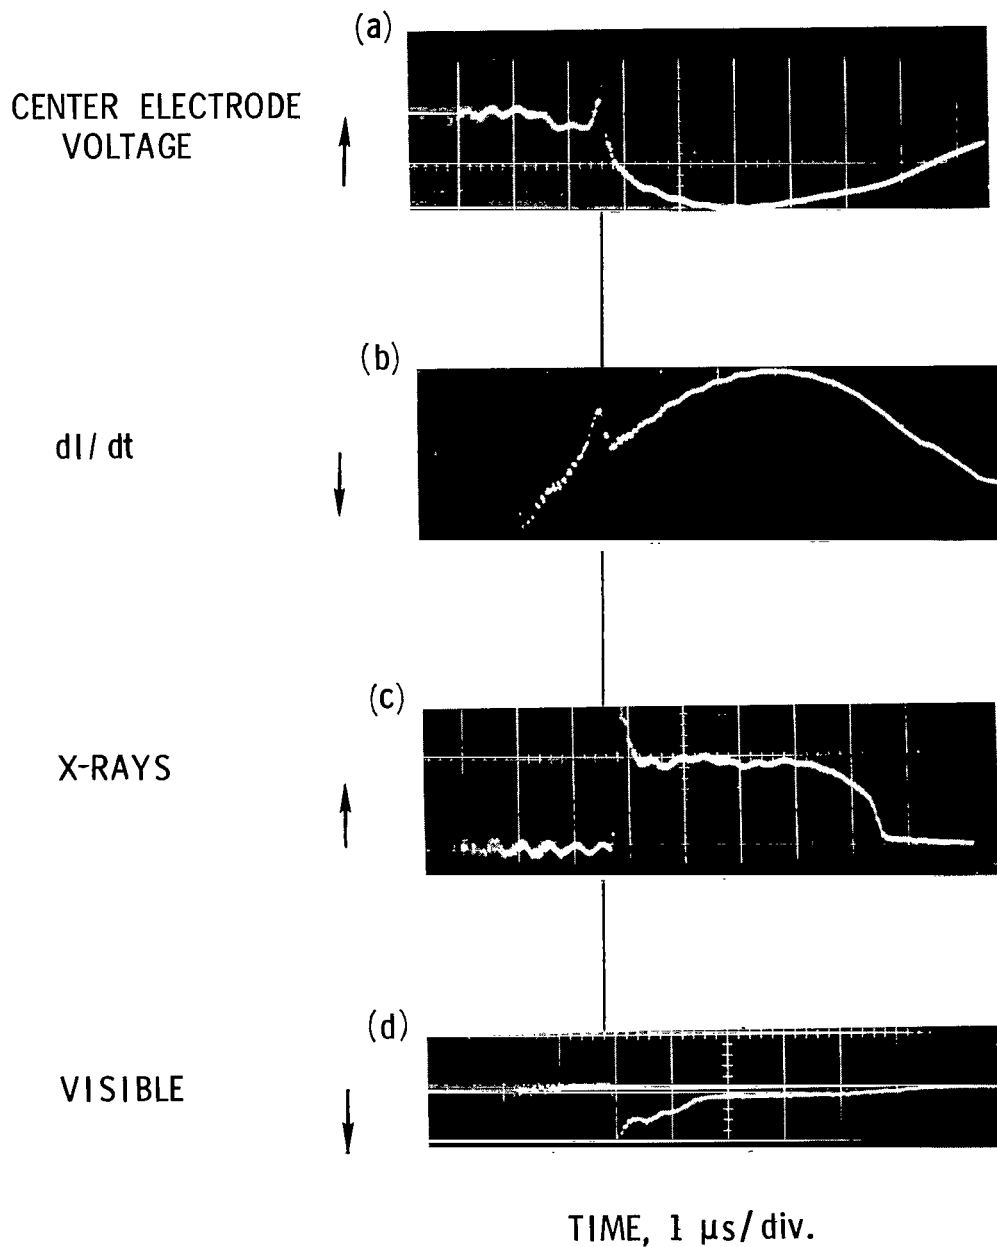 (a)
CENTER ELECTRODE
VOLTAGE
(b)
dI/dt
(c)
X-RAYS
(d)
VISIBLE
TIME, 1 μs/div.